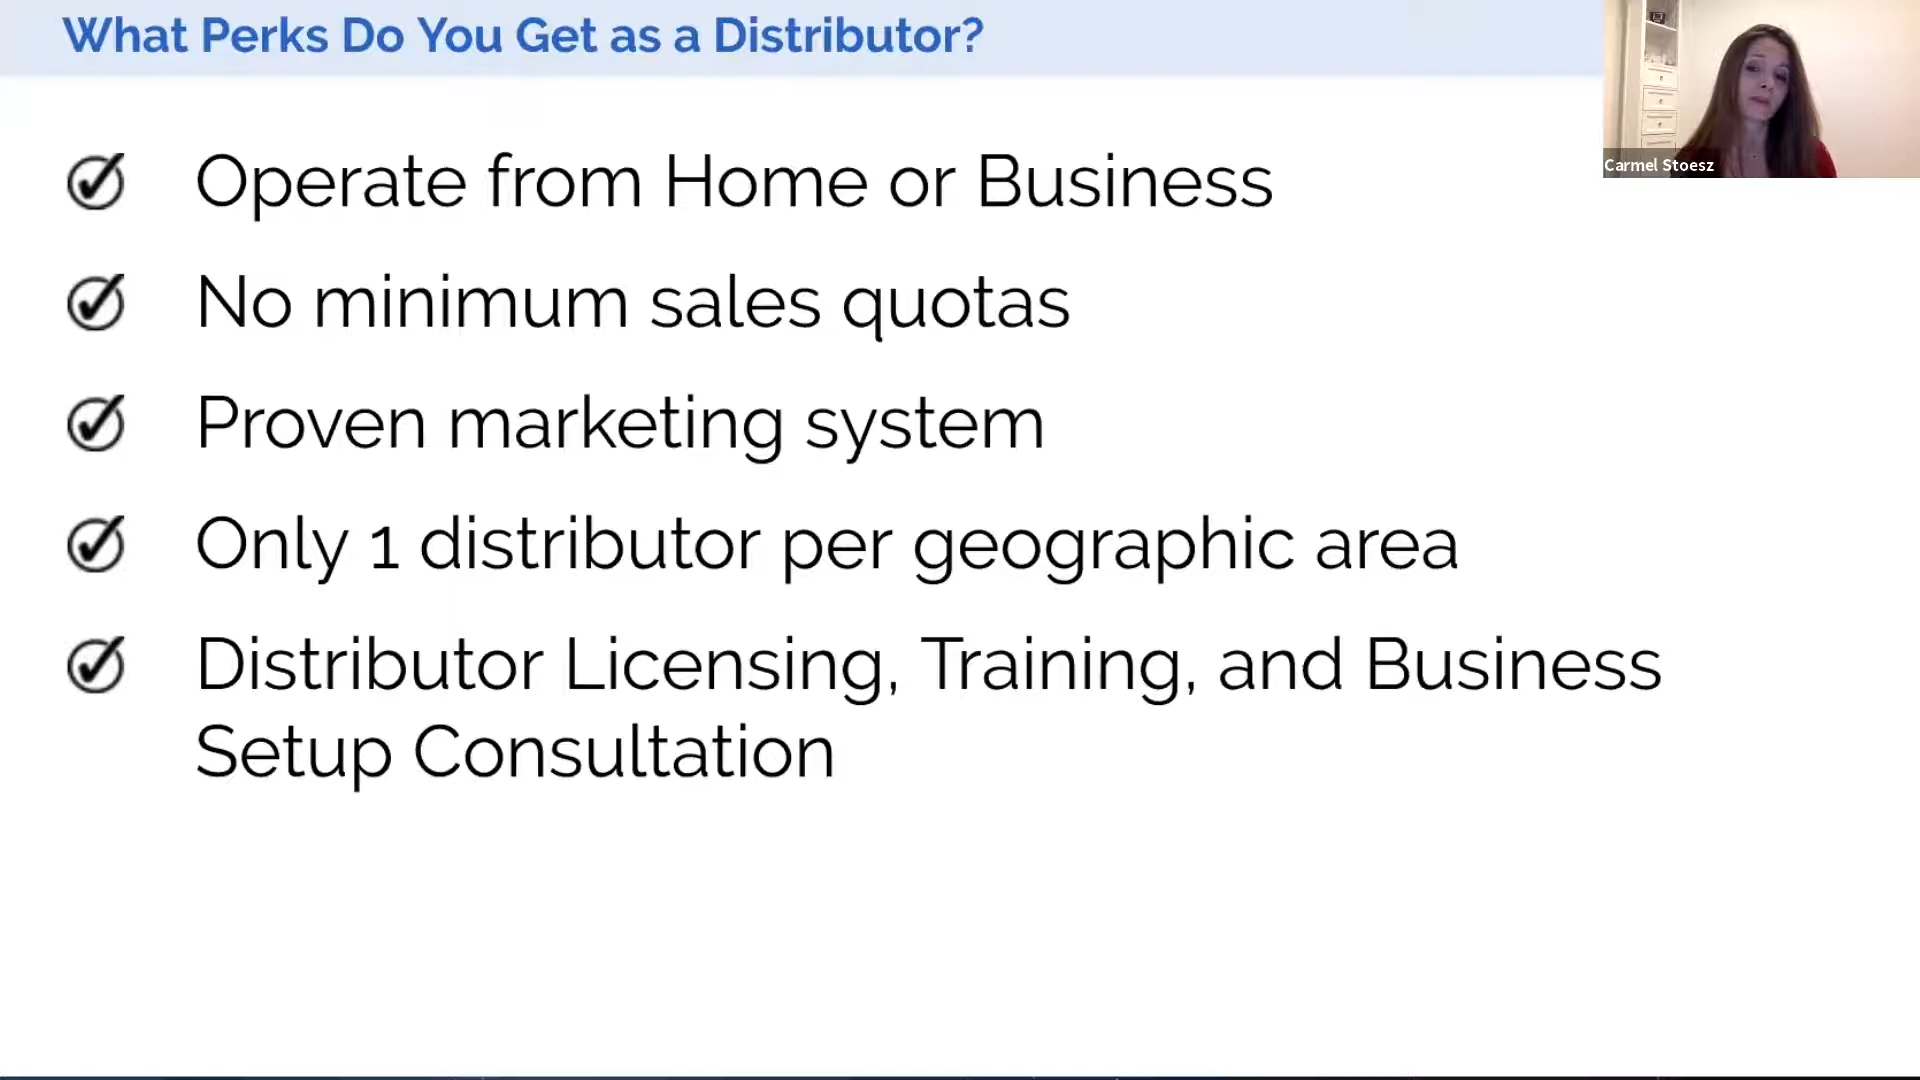 What Perks Do You Get as a Distributor?
Carmel Stoesz
Operate from Home or Business
No minimum sales quotas
Proven marketing system
Only 1 distributor per geographic area
Distributor Licensing, Training, and Business
Setup Consultation